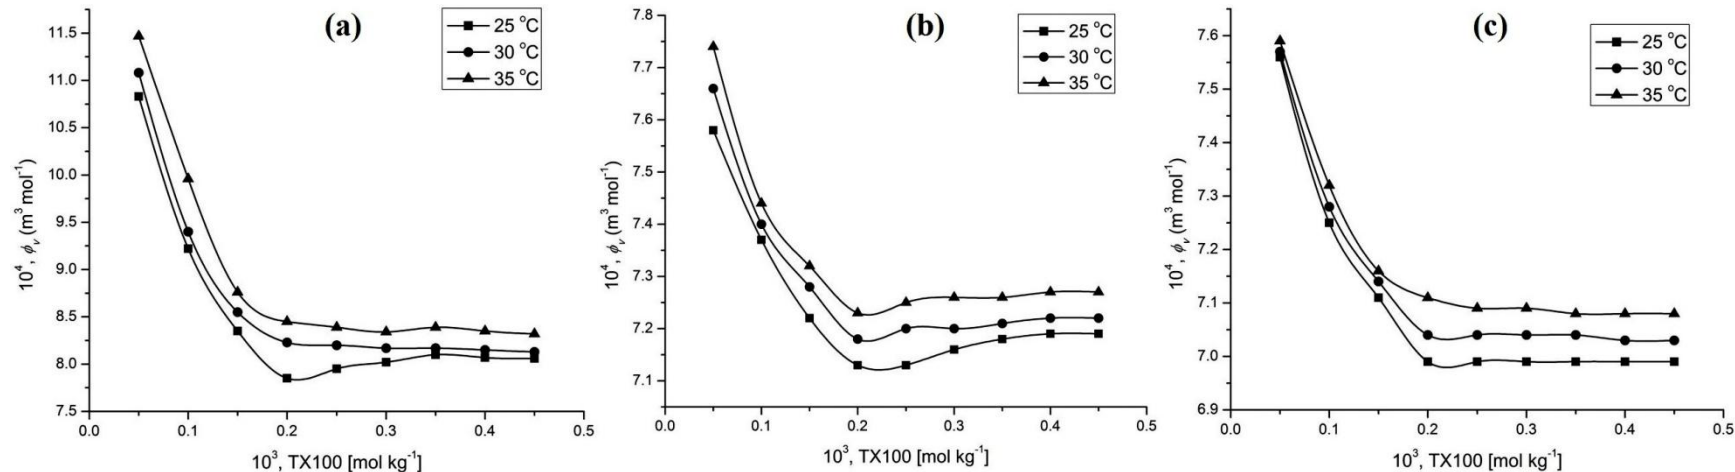 (a)
25 °C
30 °C
35 °C
11.5
11.0
10.5
10.0
9.5
9.0
8.5
8.0
7.5
10⁴, ϕᵥ (m³ mol⁻¹)
0.0 0.1 0.2 0.3 0.4 0.5
10³, TX100 [mol kg⁻¹]
(b)
25 °C
30 °C
35 °C
7.8
7.7
7.6
7.5
7.4
7.3
7.2
7.1
10⁴, ϕᵥ (m³ mol⁻¹)
0.0 0.1 0.2 0.3 0.4 0.5
10³, TX100 [mol kg⁻¹]
(c)
25 °C
30 °C
35 °C
7.6
7.5
7.4
7.3
7.2
7.1
7.0
6.9
10⁴, ϕᵥ (m³ mol⁻¹)
0.0 0.1 0.2 0.3 0.4 0.5
10³, TX100 [mol kg⁻¹]